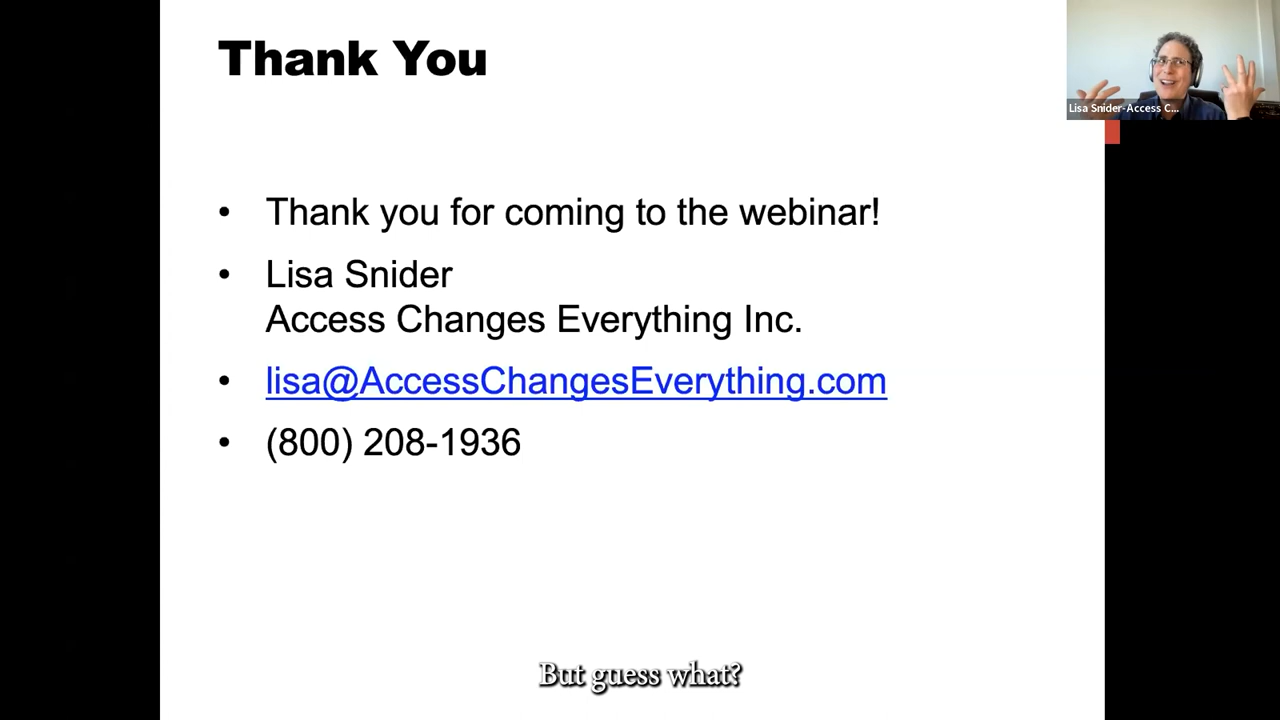 Thank You
Lisa Snider-Access C...
• Thank you for coming to the webinar!
• Lisa Snider
Access Changes Everything Inc.
• lisa@AccessChangesEverything.com
• (800) 208-1936
But guess what?